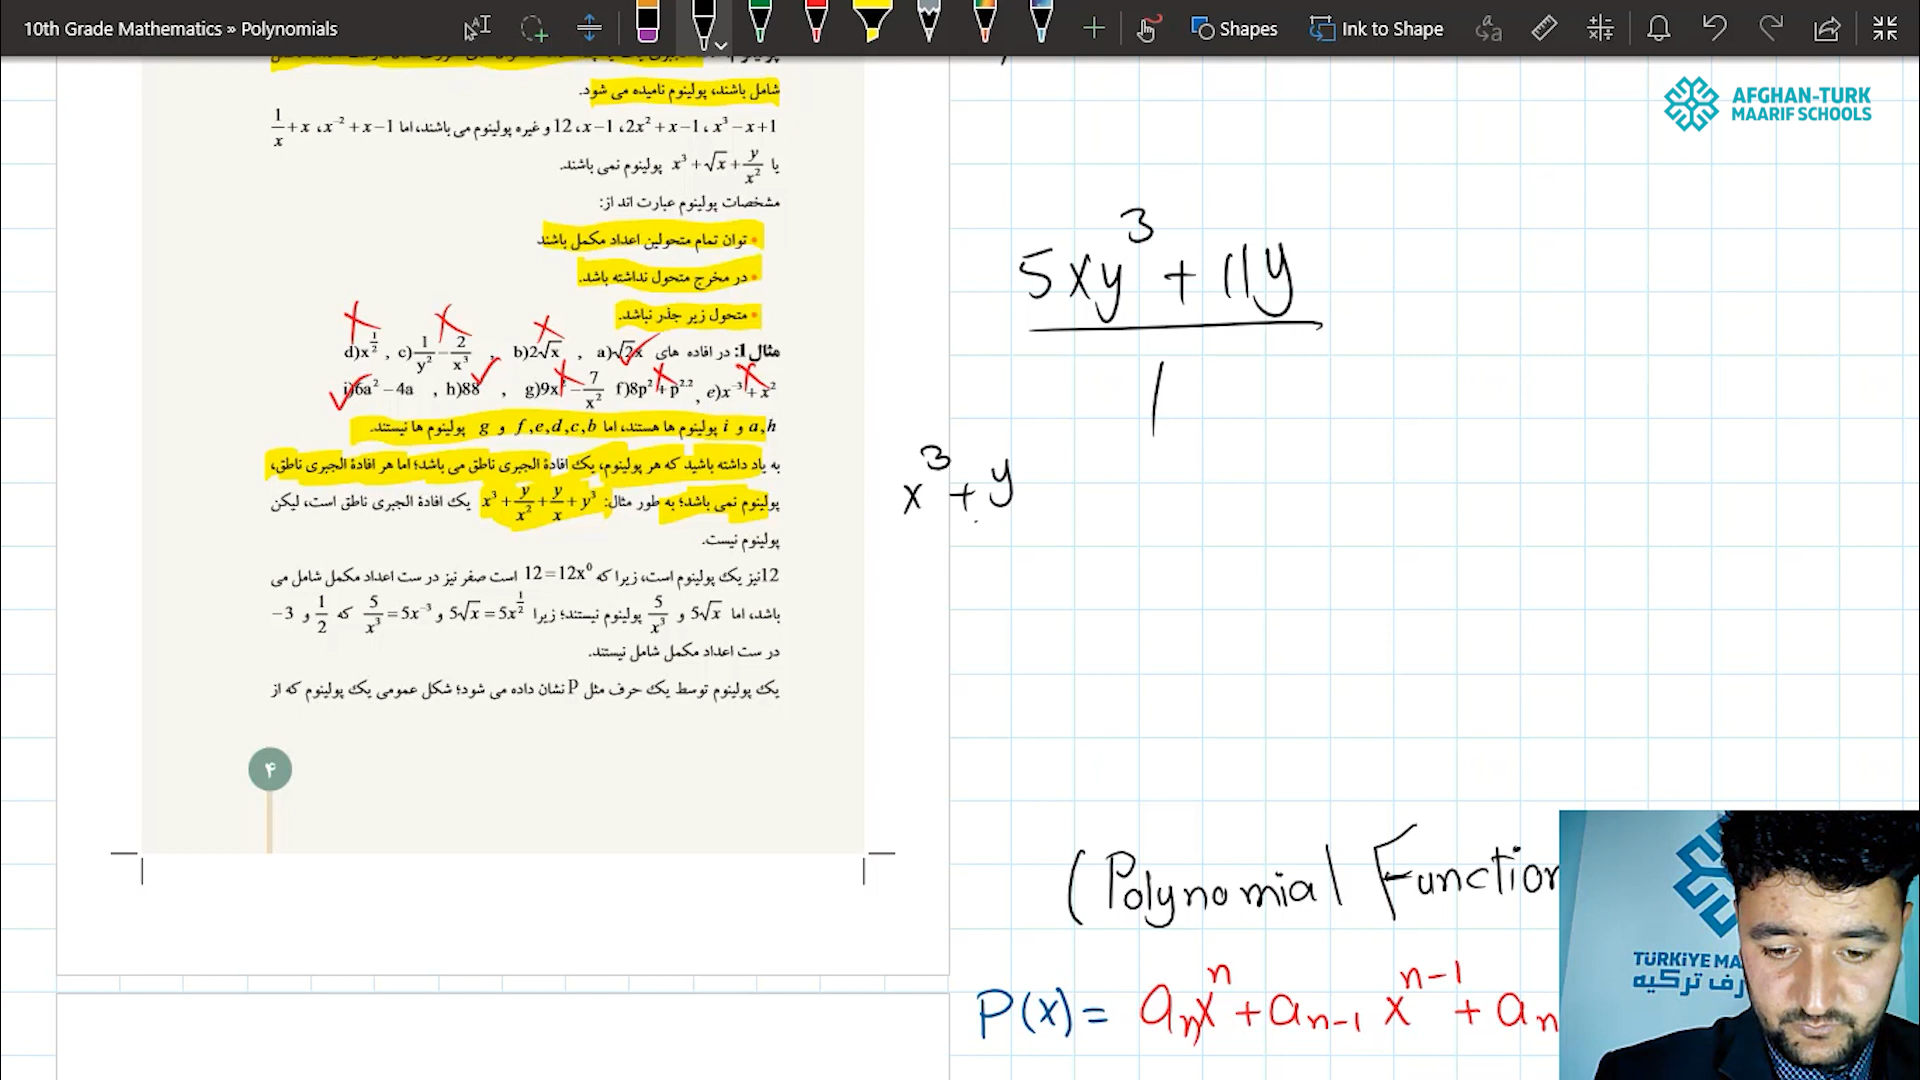 10th Grade Mathematics » Polynomials
Shapes
Ink to Shape
AFGHAN-TURK
MAARIF SCHOOLS
شامل باشند، پولینوم نامیده می شود.
12 ،x−1 ،2x²+x−1 ،x³−x+1 و غیره پولینوم می باشند، اما x⁻²+x−1، 1/x + x
یا x³+√x+y/x² پولینوم نمی باشند.
مشخصات پولینوم عبارت اند از:
• توان تمام متحولین اعداد مکمل باشند
• در مخرج متحول نداشته باشد.
• متحول زیر جذر نباشد.
مثال 1: در افاده های a)√2x , b)2√x , c)1/y² − 2/x³ , d)x^(1/2)
e)x⁻³+x² , f)8p²+p^2.2 g)9x² − 7/x² , h)88 , i)6a²−4a
a,h و i پولینوم ها هستند، اما f,e,d,c,b و g پولینوم ها نیستند.
به یاد داشته باشید که هر پولینوم، یک افادۀ الجبری ناطق می باشد؛ اما هر افادۀ الجبری ناطق،
پولینوم نمی باشد؛ به طور مثال: x³+y/x²+y/x+y³ یک افادۀ الجبری ناطق است، لیکن
پولینوم نیست.
12نیز یک پولینوم است، زیرا که 12=12x⁰ است صفر نیز در ست اعداد مکمل شامل می
باشد، اما 5√x و 5/x³ پولینوم نیستند؛ زیرا 5√x=5x^(1/2) و 5/x³=5x⁻³ که 1/2 و −3
در ست اعداد مکمل شامل نیستند.
یک پولینوم توسط یک حرف مثل P نشان داده می شود؛ شکل عمومی یک پولینوم که از
۴
5xy³ + 11y
1
x³ + y
(Polynomial Function
P(x) = aₙxⁿ + aₙ₋₁ xⁿ⁻¹ + aₙ
TÜRKİYE MA
رف ترکیه